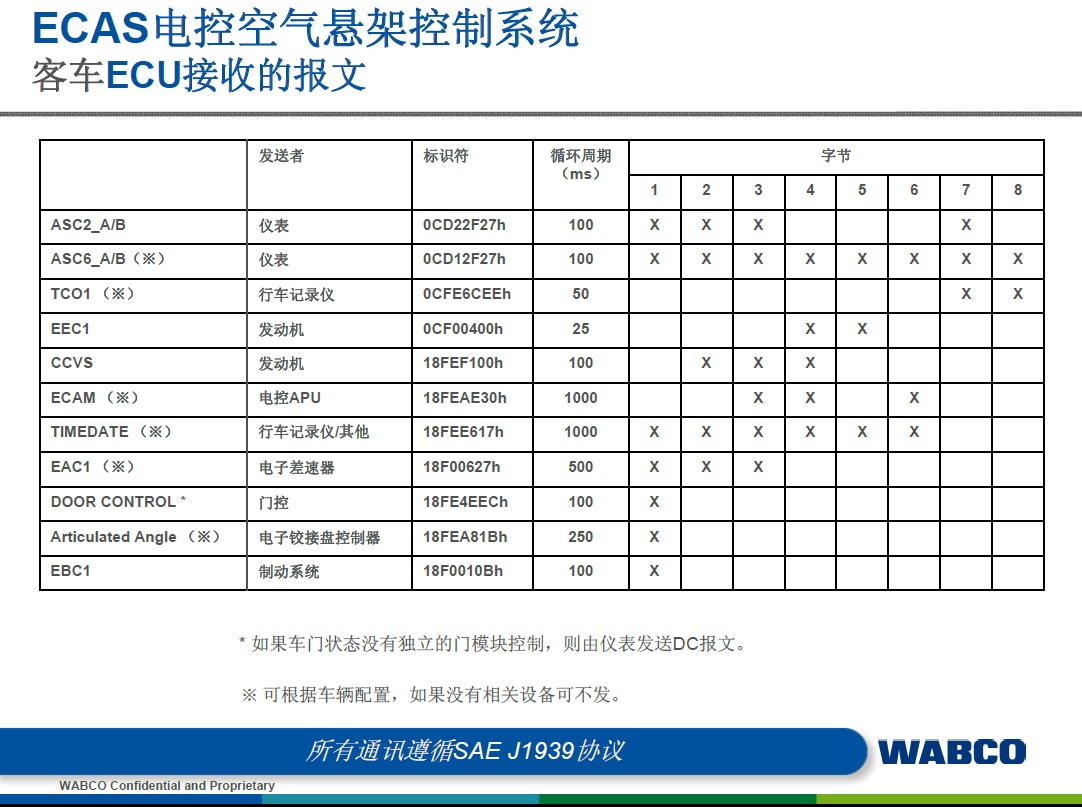 ECAS电控空气悬架控制系统
客车ECU接收的报文
发送者 标识符 循环周期（ms） 字节
1 2 3 4 5 6 7 8
ASC2_A/B 仪表 0CD22F27h 100 X X X X
ASC6_A/B（※） 仪表 0CD12F27h 100 X X X X X X X X
TCO1 （※） 行车记录仪 0CFE6CEEh 50 X X
EEC1 发动机 0CF00400h 25 X X
CCVS 发动机 18FEF100h 100 X X X
ECAM （※） 电控APU 18FEAE30h 1000 X X X
TIMEDATE （※） 行车记录仪/其他 18FEE617h 1000 X X X X X X
EAC1 （※） 电子差速器 18F00627h 500 X X X
DOOR CONTROL * 门控 18FE4EECh 100 X
Articulated Angle （※） 电子铰接盘控制器 18FEA81Bh 250 X
EBC1 制动系统 18F0010Bh 100 X
* 如果车门状态没有独立的门模块控制，则由仪表发送DC报文。
※ 可根据车辆配置，如果没有相关设备可不发。
所有通讯遵循SAE J1939协议
WABCO
WABCO Confidential and Proprietary